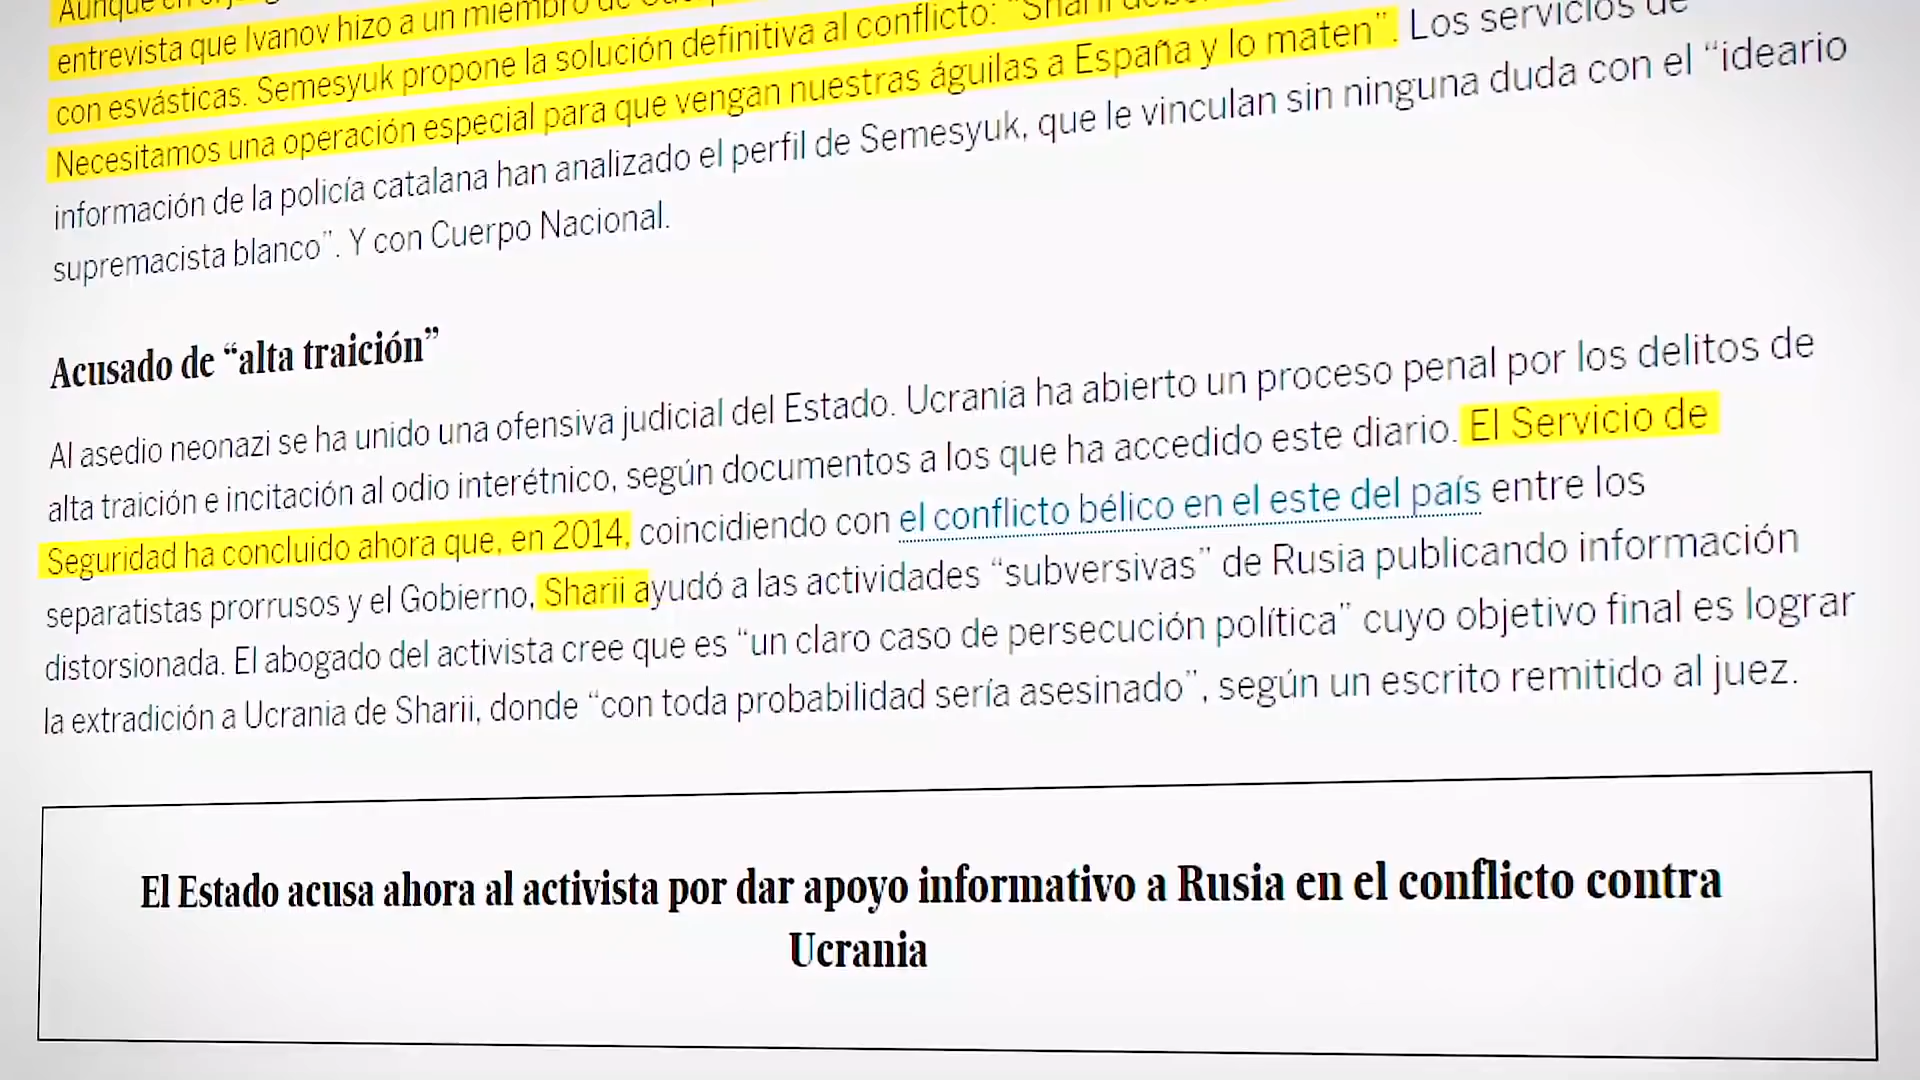 Aunque en el
entrevista que Ivanov hizo a un miembro de
con esvásticas. Semesyuk propone la solución definitiva al conflicto: “Sharii
Necesitamos una operación especial para que vengan nuestras águilas a España y lo maten”. Los servicios de
información de la policía catalana han analizado el perfil de Semesyuk, que le vinculan sin ninguna duda con el “ideario
supremacista blanco”. Y con Cuerpo Nacional.
Acusado de “alta traición”
Al asedio neonazi se ha unido una ofensiva judicial del Estado. Ucrania ha abierto un proceso penal por los delitos de
alta traición e incitación al odio interétnico, según documentos a los que ha accedido este diario. El Servicio de
Seguridad ha concluido ahora que, en 2014, coincidiendo con el conflicto bélico en el este del país entre los
separatistas prorrusos y el Gobierno, Sharii ayudó a las actividades “subversivas” de Rusia publicando información
distorsionada. El abogado del activista cree que es “un claro caso de persecución política” cuyo objetivo final es lograr
la extradición a Ucrania de Sharii, donde “con toda probabilidad sería asesinado”, según un escrito remitido al juez.
El Estado acusa ahora al activista por dar apoyo informativo a Rusia en el conflicto contra
Ucrania